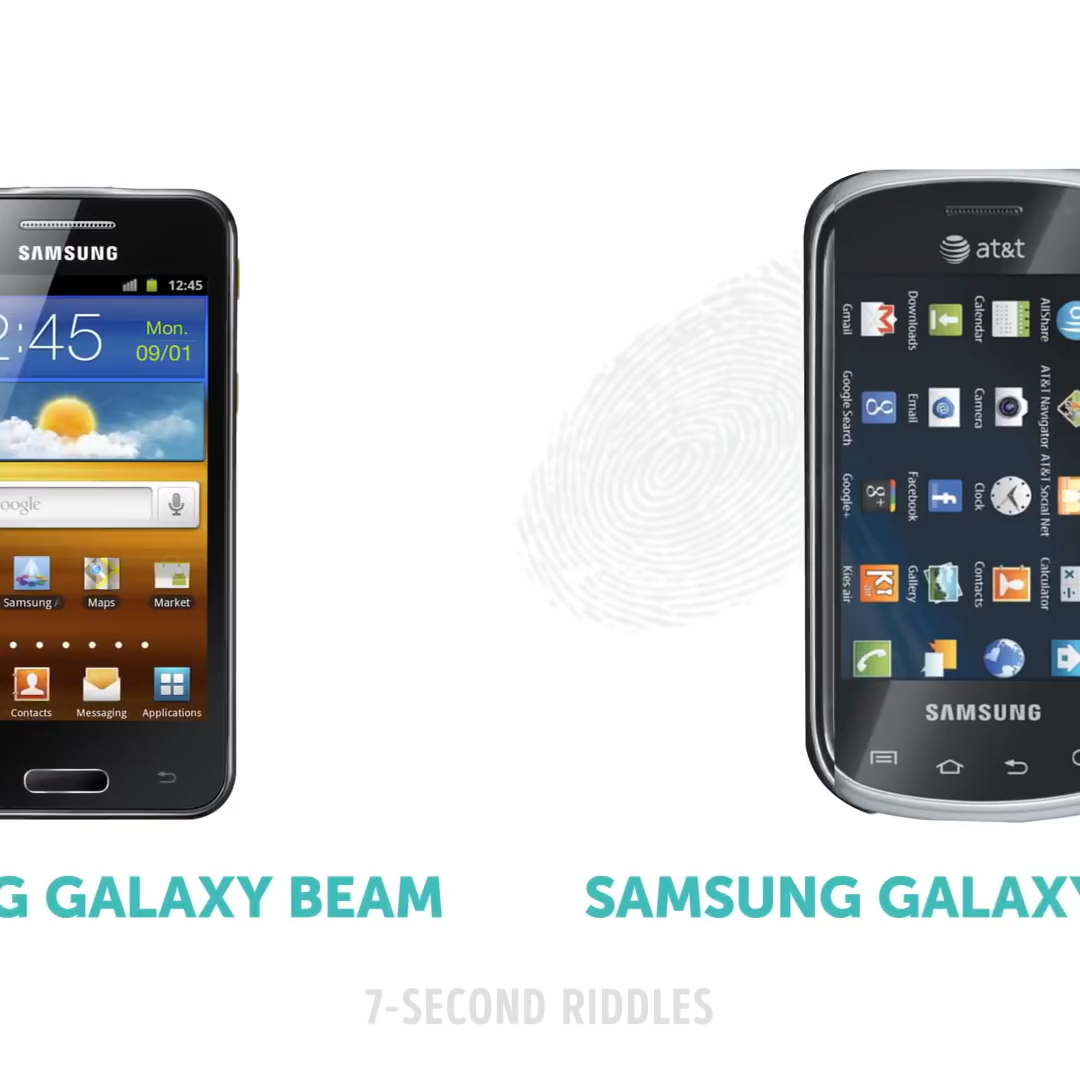 SAMSUNG
12:45
2:45
Mon.
09/01
oogle
Samsung A
Maps
Market
Contacts
Messaging
Applications
G GALAXY BEAM
at&t
Gmail
Downloads
Calendar
AllShare
Google Search
Email
Camera
AT&T Navigator
Google+
Facebook
Clock
AT&T Social Net
Kies air
Gallery
Contacts
Calculator
SAMSUNG
SAMSUNG GALAXY
7-SECOND RIDDLES